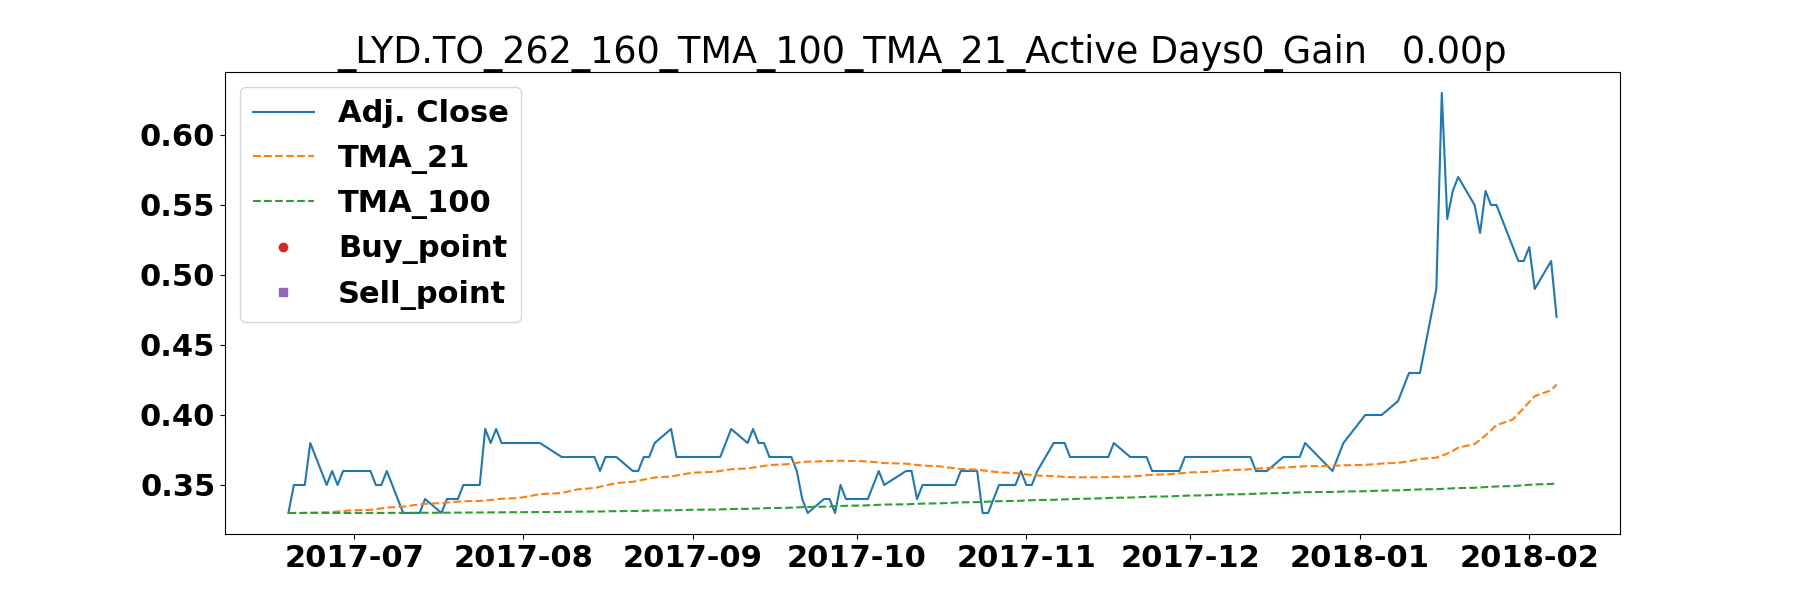 _LYD.TO_262_160_TMA_100_TMA_21_Active Days0_Gain   0.00p
Adj. Close
TMA_21
TMA_100
Buy_point
Sell_point
0.60
0.55
0.50
0.45
0.40
0.35
2017-07 2017-08 2017-09 2017-10 2017-11 2017-12 2018-01 2018-02